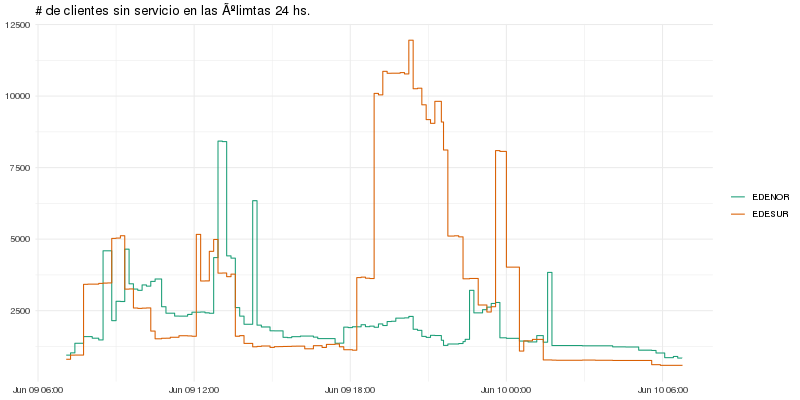 # de clientes sin servicio en las Ãºlimtas 24 hs.
12500
10000
7500
5000
2500
Jun 09 06:00
Jun 09 12:00
Jun 09 18:00
Jun 10 00:00
Jun 10 06:00
EDENOR
EDESUR